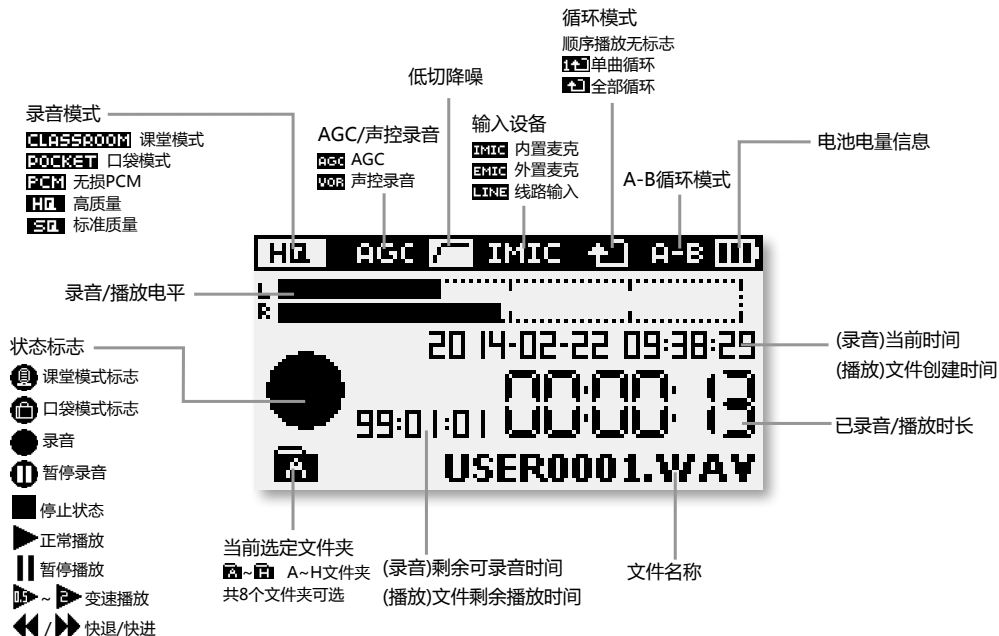 循环模式
顺序播放无标志
1 单曲循环
全部循环
低切降噪
录音模式
CLASSROOM 课堂模式
POCKET 口袋模式
PCM 无损PCM
HQ 高质量
SQ 标准质量
AGC/声控录音
AGC AGC
VOR 声控录音
输入设备
IMIC 内置麦克
EMIC 外置麦克
LINE 线路输入
A-B循环模式
电池电量信息
HQ AGC IMIC A-B
录音/播放电平
L
R
2014-02-22 09:38:29
(录音)当前时间
(播放)文件创建时间
状态标志
课堂模式标志
口袋模式标志
录音
暂停录音
停止状态
正常播放
暂停播放
0.5 ~ 2 变速播放
/ 快退/快进
99:01:01
00:00:13
已录音/播放时长
A
USER0001.WAV
当前选定文件夹
A~H A~H文件夹
共8个文件夹可选
(录音)剩余可录音时间
(播放)文件剩余播放时间
文件名称